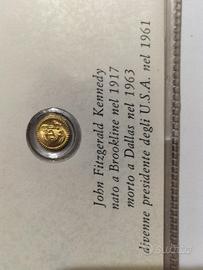 John Fitzgerald Kennedy
nato a Brookline nel 1917
morto a Dallas nel 1963
divenne presidente degli U.S.A. nel 1961